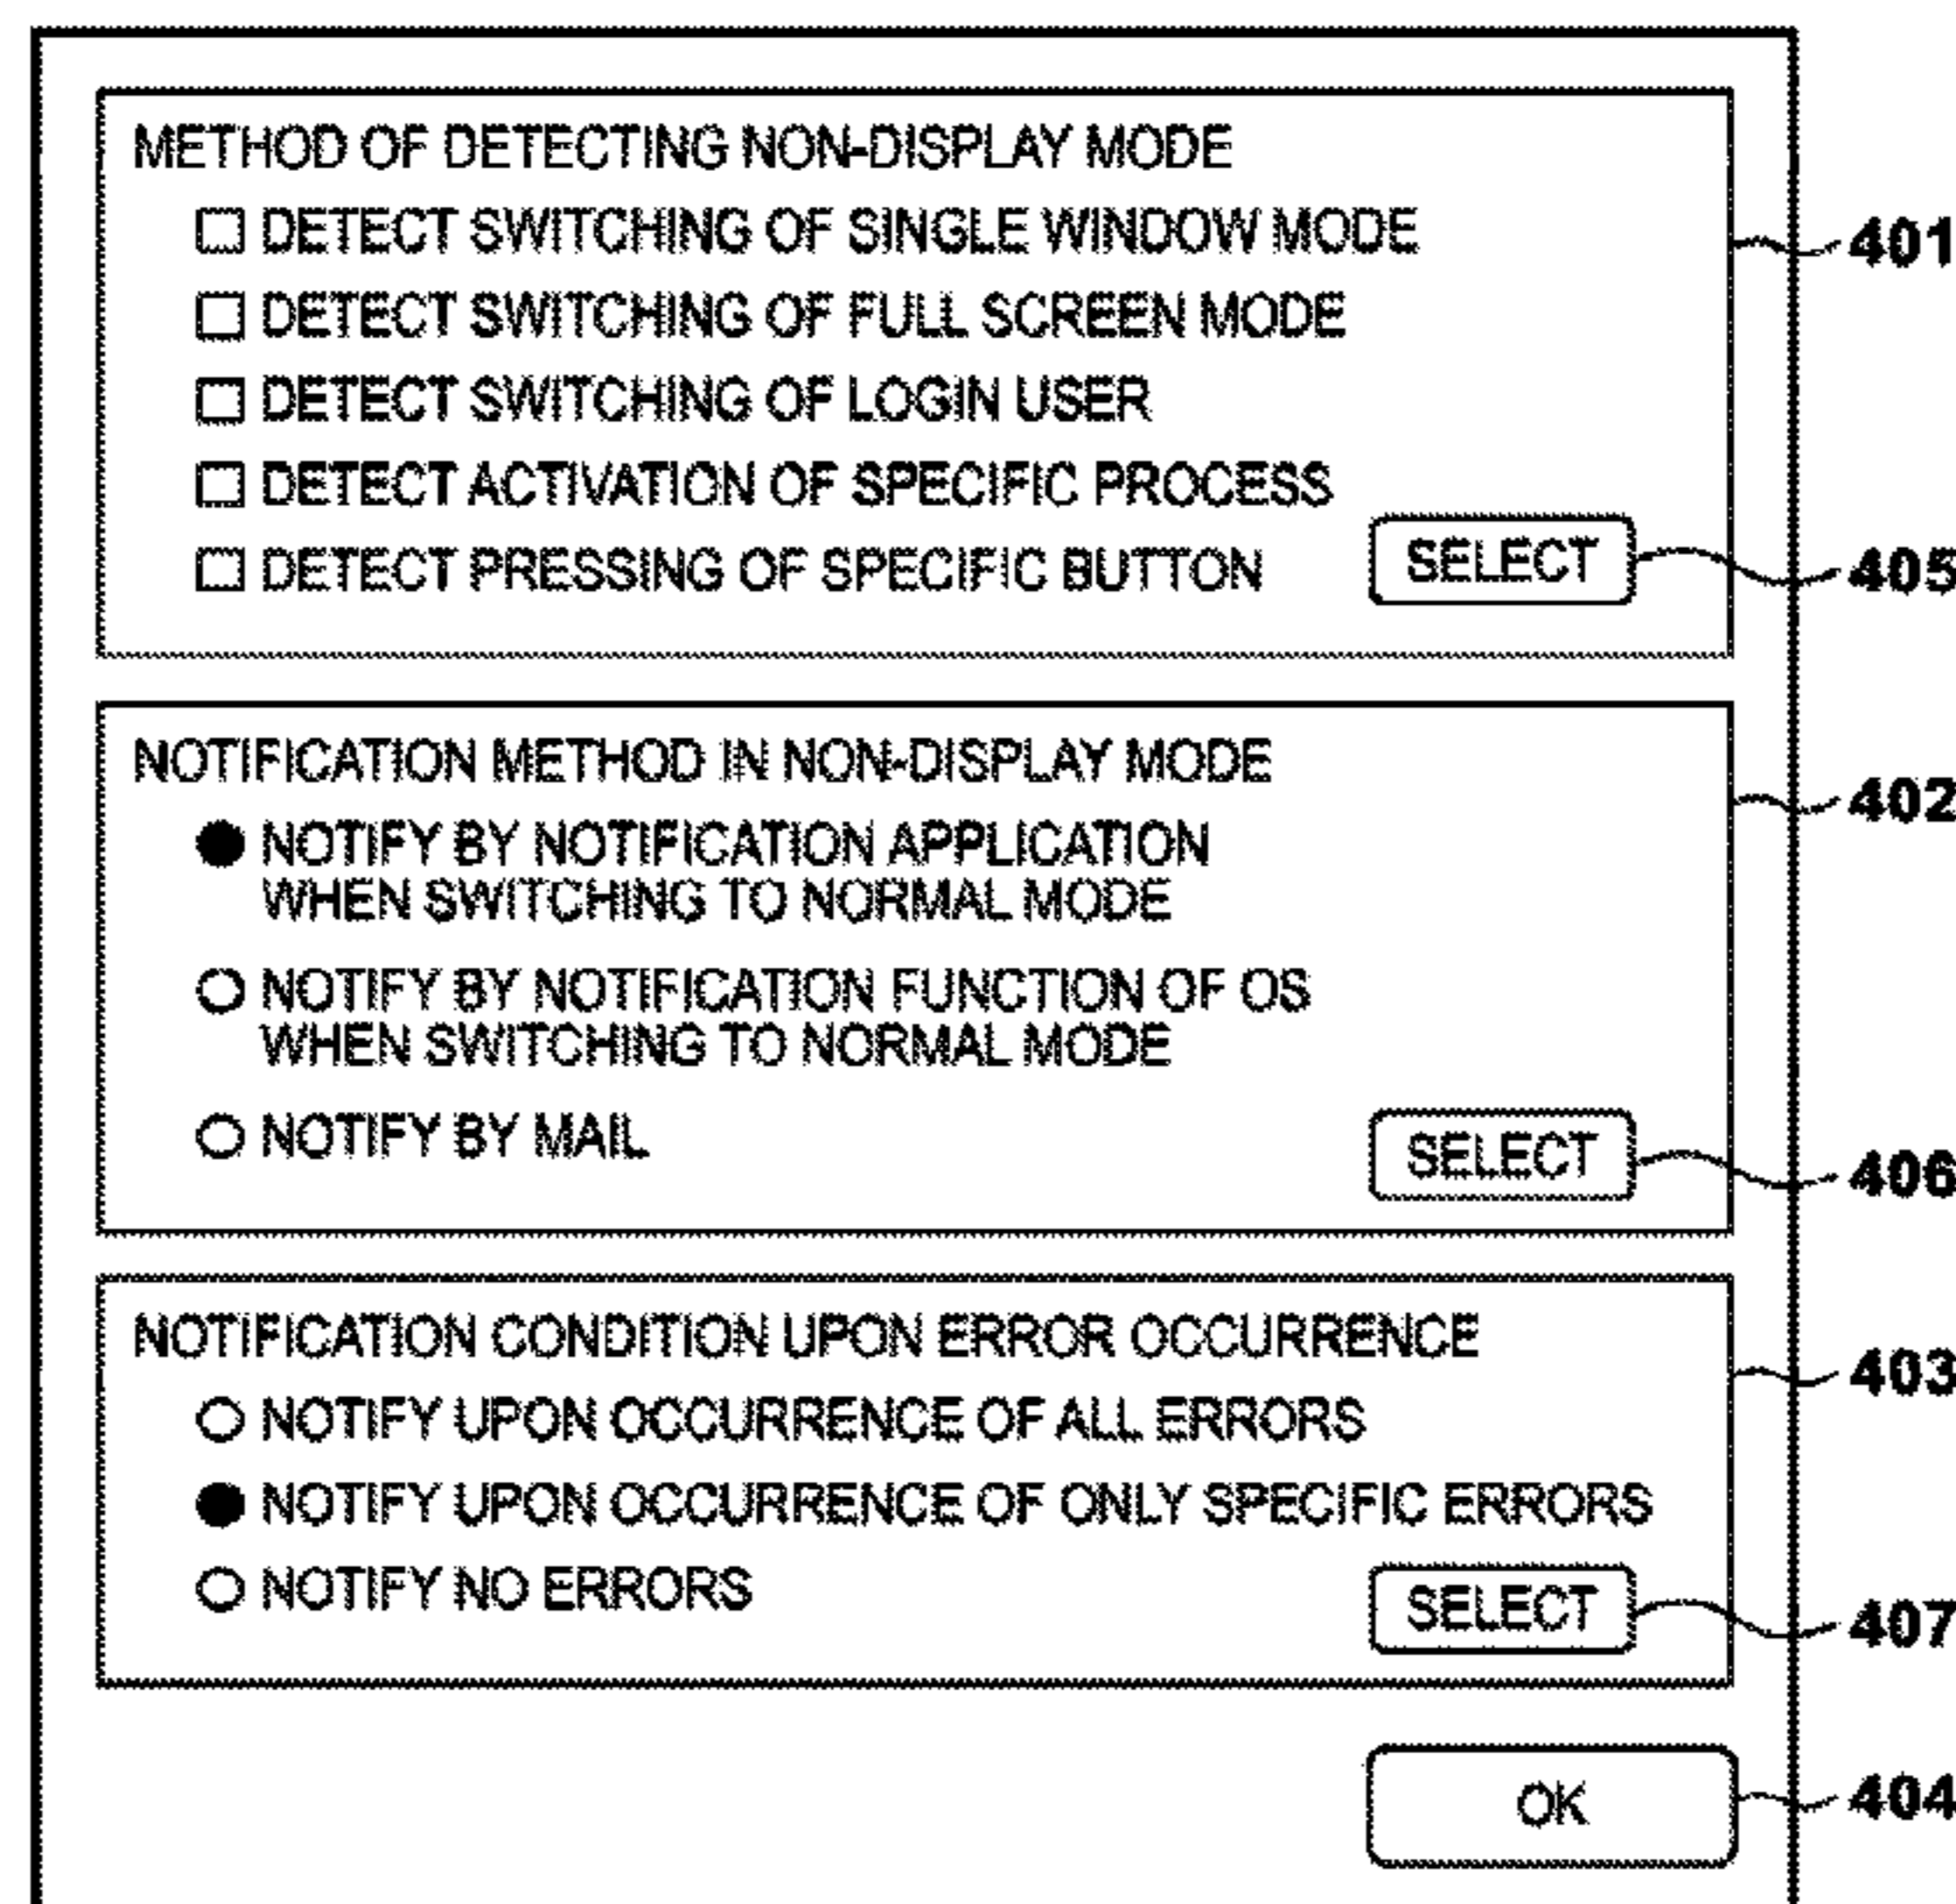 METHOD OF DETECTING NON-DISPLAY MODE
DETECT SWITCHING OF SINGLE WINDOW MODE
401
DETECT SWITCHING OF FULL SCREEN MODE
DETECT SWITCHING OF LOGIN USER
DETECT ACTIVATION OF SPECIFIC PROCESS
DETECT PRESSING OF SPECIFIC BUTTON
SELECT
405
NOTIFICATION METHOD IN NON-DISPLAY MODE
402
NOTIFY BY NOTIFICATION APPLICATION
WHEN SWITCHING TO NORMAL MODE
NOTIFY BY NOTIFICATION FUNCTION OF OS
WHEN SWITCHING TO NORMAL MODE
NOTIFY BY MAIL
SELECT
406
NOTIFICATION CONDITION UPON ERROR OCCURRENCE
403
NOTIFY UPON OCCURRENCE OF ALL ERRORS
NOTIFY UPON OCCURRENCE OF ONLY SPECIFIC ERRORS
NOTIFY NO ERRORS
SELECT
407
OK
404